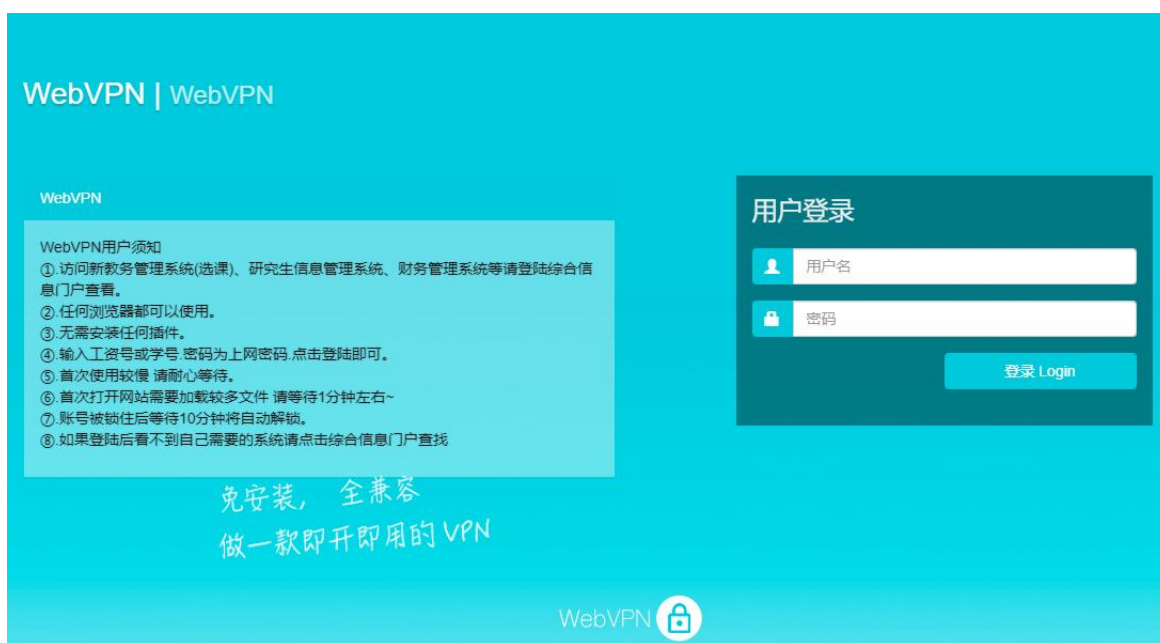 WebVPN | WebVPN
WebVPN
WebVPN用户须知
①.访问新教务管理系统(选课)、研究生信息管理系统、财务管理系统等请登陆综合信
息门户查看。
②.任何浏览器都可以使用。
③.无需安装任何插件。
④.输入工资号或学号.密码为上网密码.点击登陆即可。
⑤.首次使用较慢 请耐心等待。
⑥.首次打开网站需要加载较多文件 请等待1分钟左右~
⑦.账号被锁住后等待10分钟将自动解锁。
⑧.如果登陆后看不到自己需要的系统请点击综合信息门户查找
免安装， 全兼容
做一款即开即用的 VPN
用户登录
用户名
密码
登录 Login
WebVPN